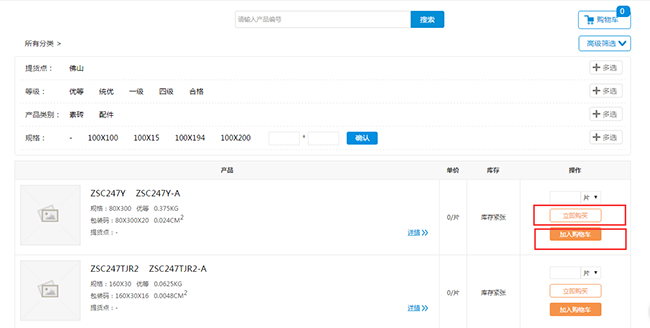 0
请输入产品编号 搜索 购物车
所有分类 > 高级筛选
提货点： 佛山 多选
等级： 优等 统优 一级 四级 合格 多选
产品类别： 素砖 配件 多选
规格： - 100X100 100X15 100X194 100X200 * 确认 多选
产品 单价 库存 操作
ZSC247Y ZSC247Y-A
规格：80X300 优等 0.375KG
包装码：80X300X20 0.024CM2
提货点：-
详情
0/片 库存紧张
片
立即购买
加入购物车
ZSC247TJR2 ZSC247TJR2-A
规格：160X30 优等 0.0625KG
包装码：160X30X16 0.0048CM2
提货点：-
详情
0/片 库存紧张
片
立即购买
加入购物车